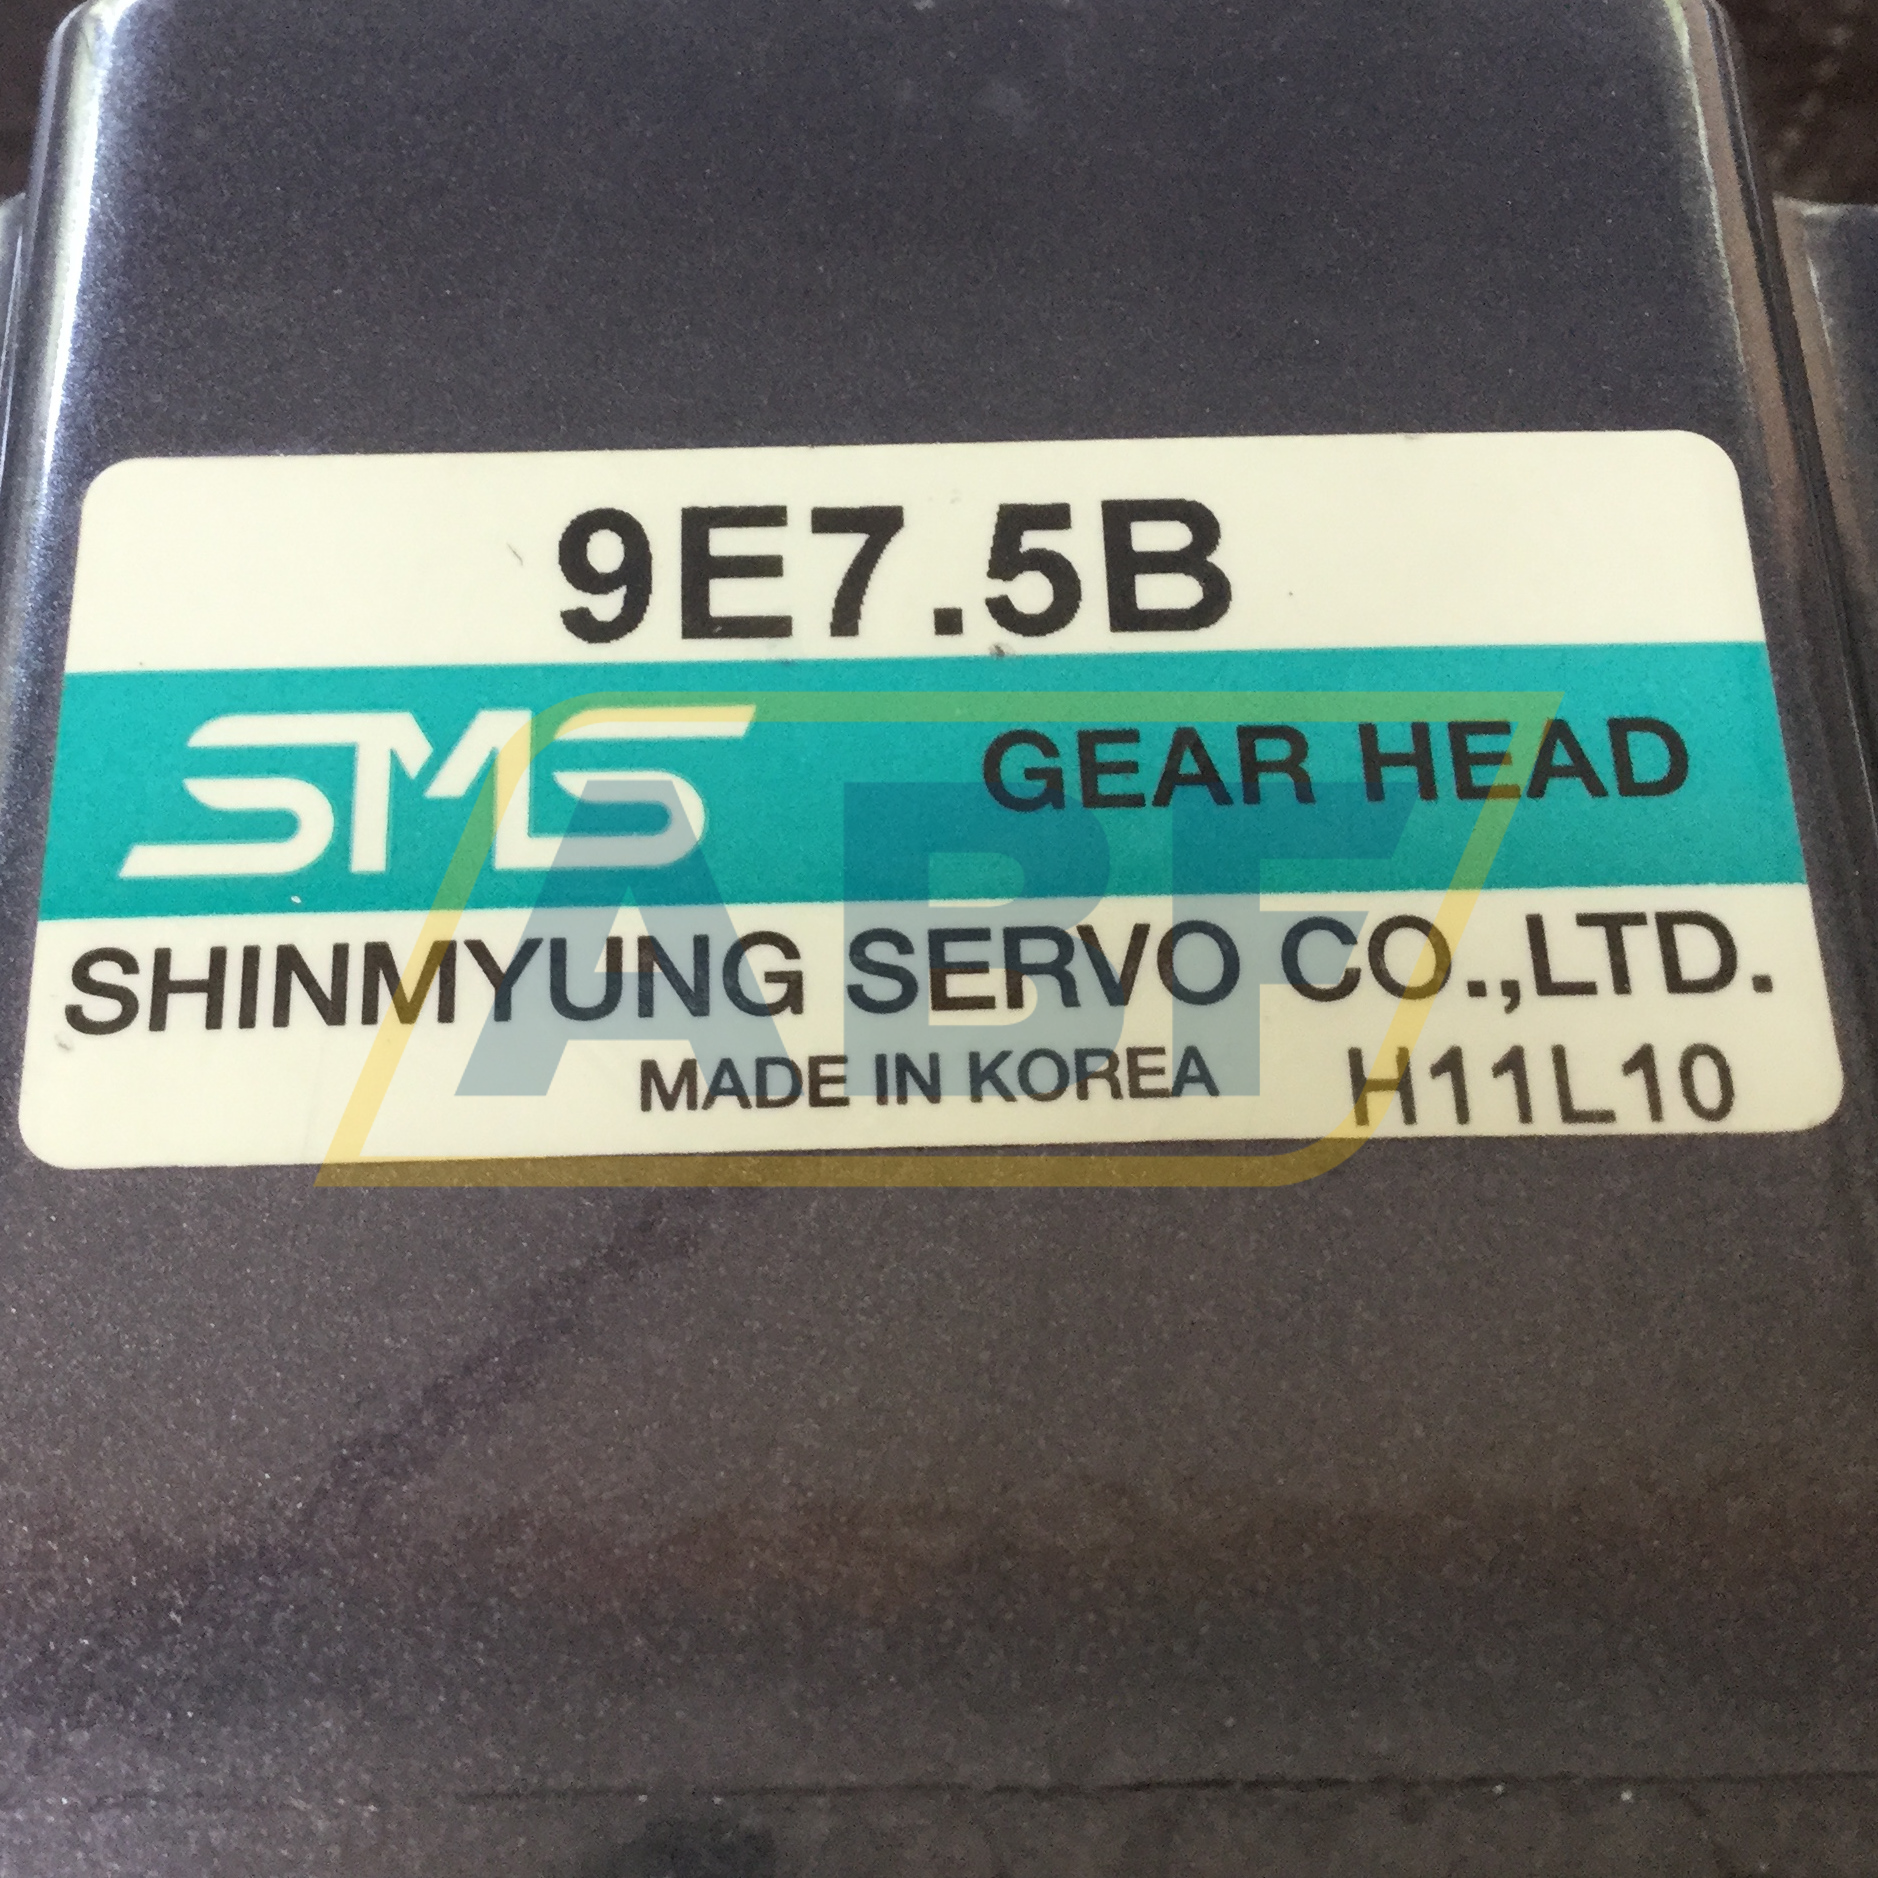 9E7.5B
SMS GEAR HEAD
ABF
SHINMYUNG SERVO CO.,LTD.
MADE IN KOREA H11L10